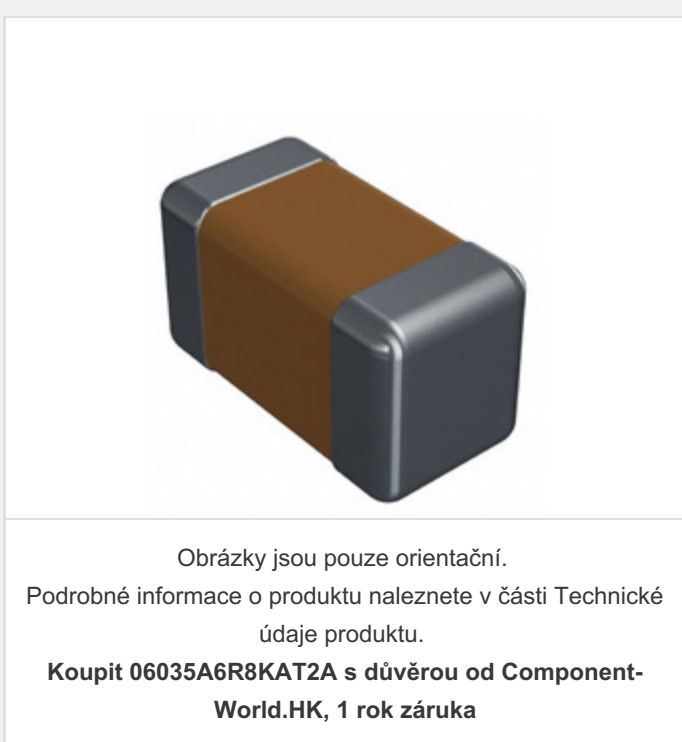 Obrázky jsou pouze orientační.
Podrobné informace o produktu naleznete v části Technické
údaje produktu.
Koupit 06035A6R8KAT2A s důvěrou od Component-
World.HK, 1 rok záruka